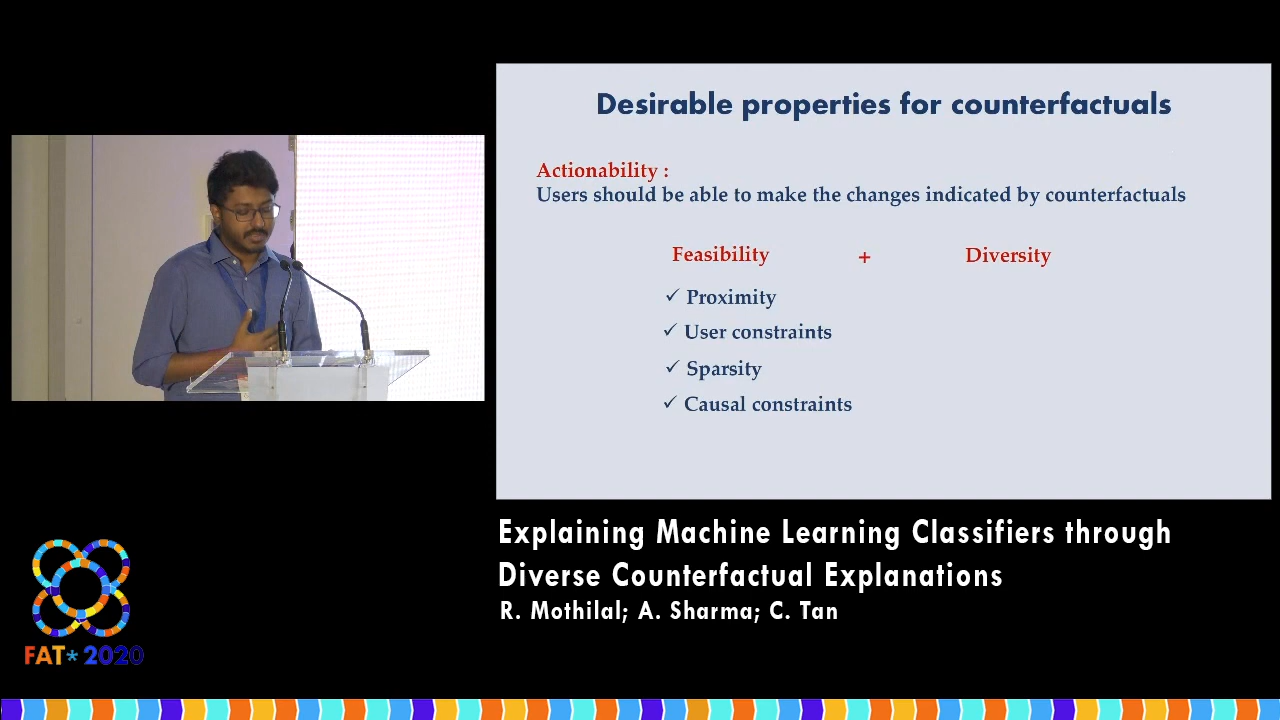 Desirable properties for counterfactuals
Actionability :
Users should be able to make the changes indicated by counterfactuals
Feasibility + Diversity
✓ Proximity
✓ User constraints
✓ Sparsity
✓ Causal constraints
Explaining Machine Learning Classifiers through
Diverse Counterfactual Explanations
R. Mothilal; A. Sharma; C. Tan
FAT* 2020